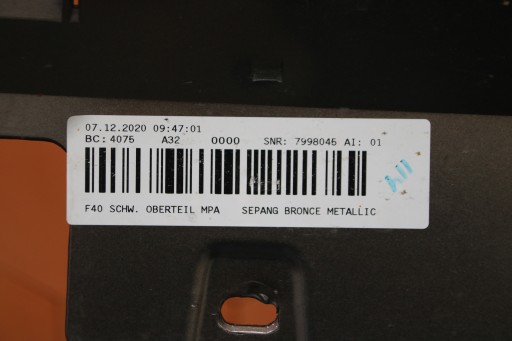 07.12.2020 09:47:01
BC: 4075 A32 0000 SNR: 7998045 AI: 01
F40 SCHW. OBERTEIL MPA SEPANG BRONCE METALLIC